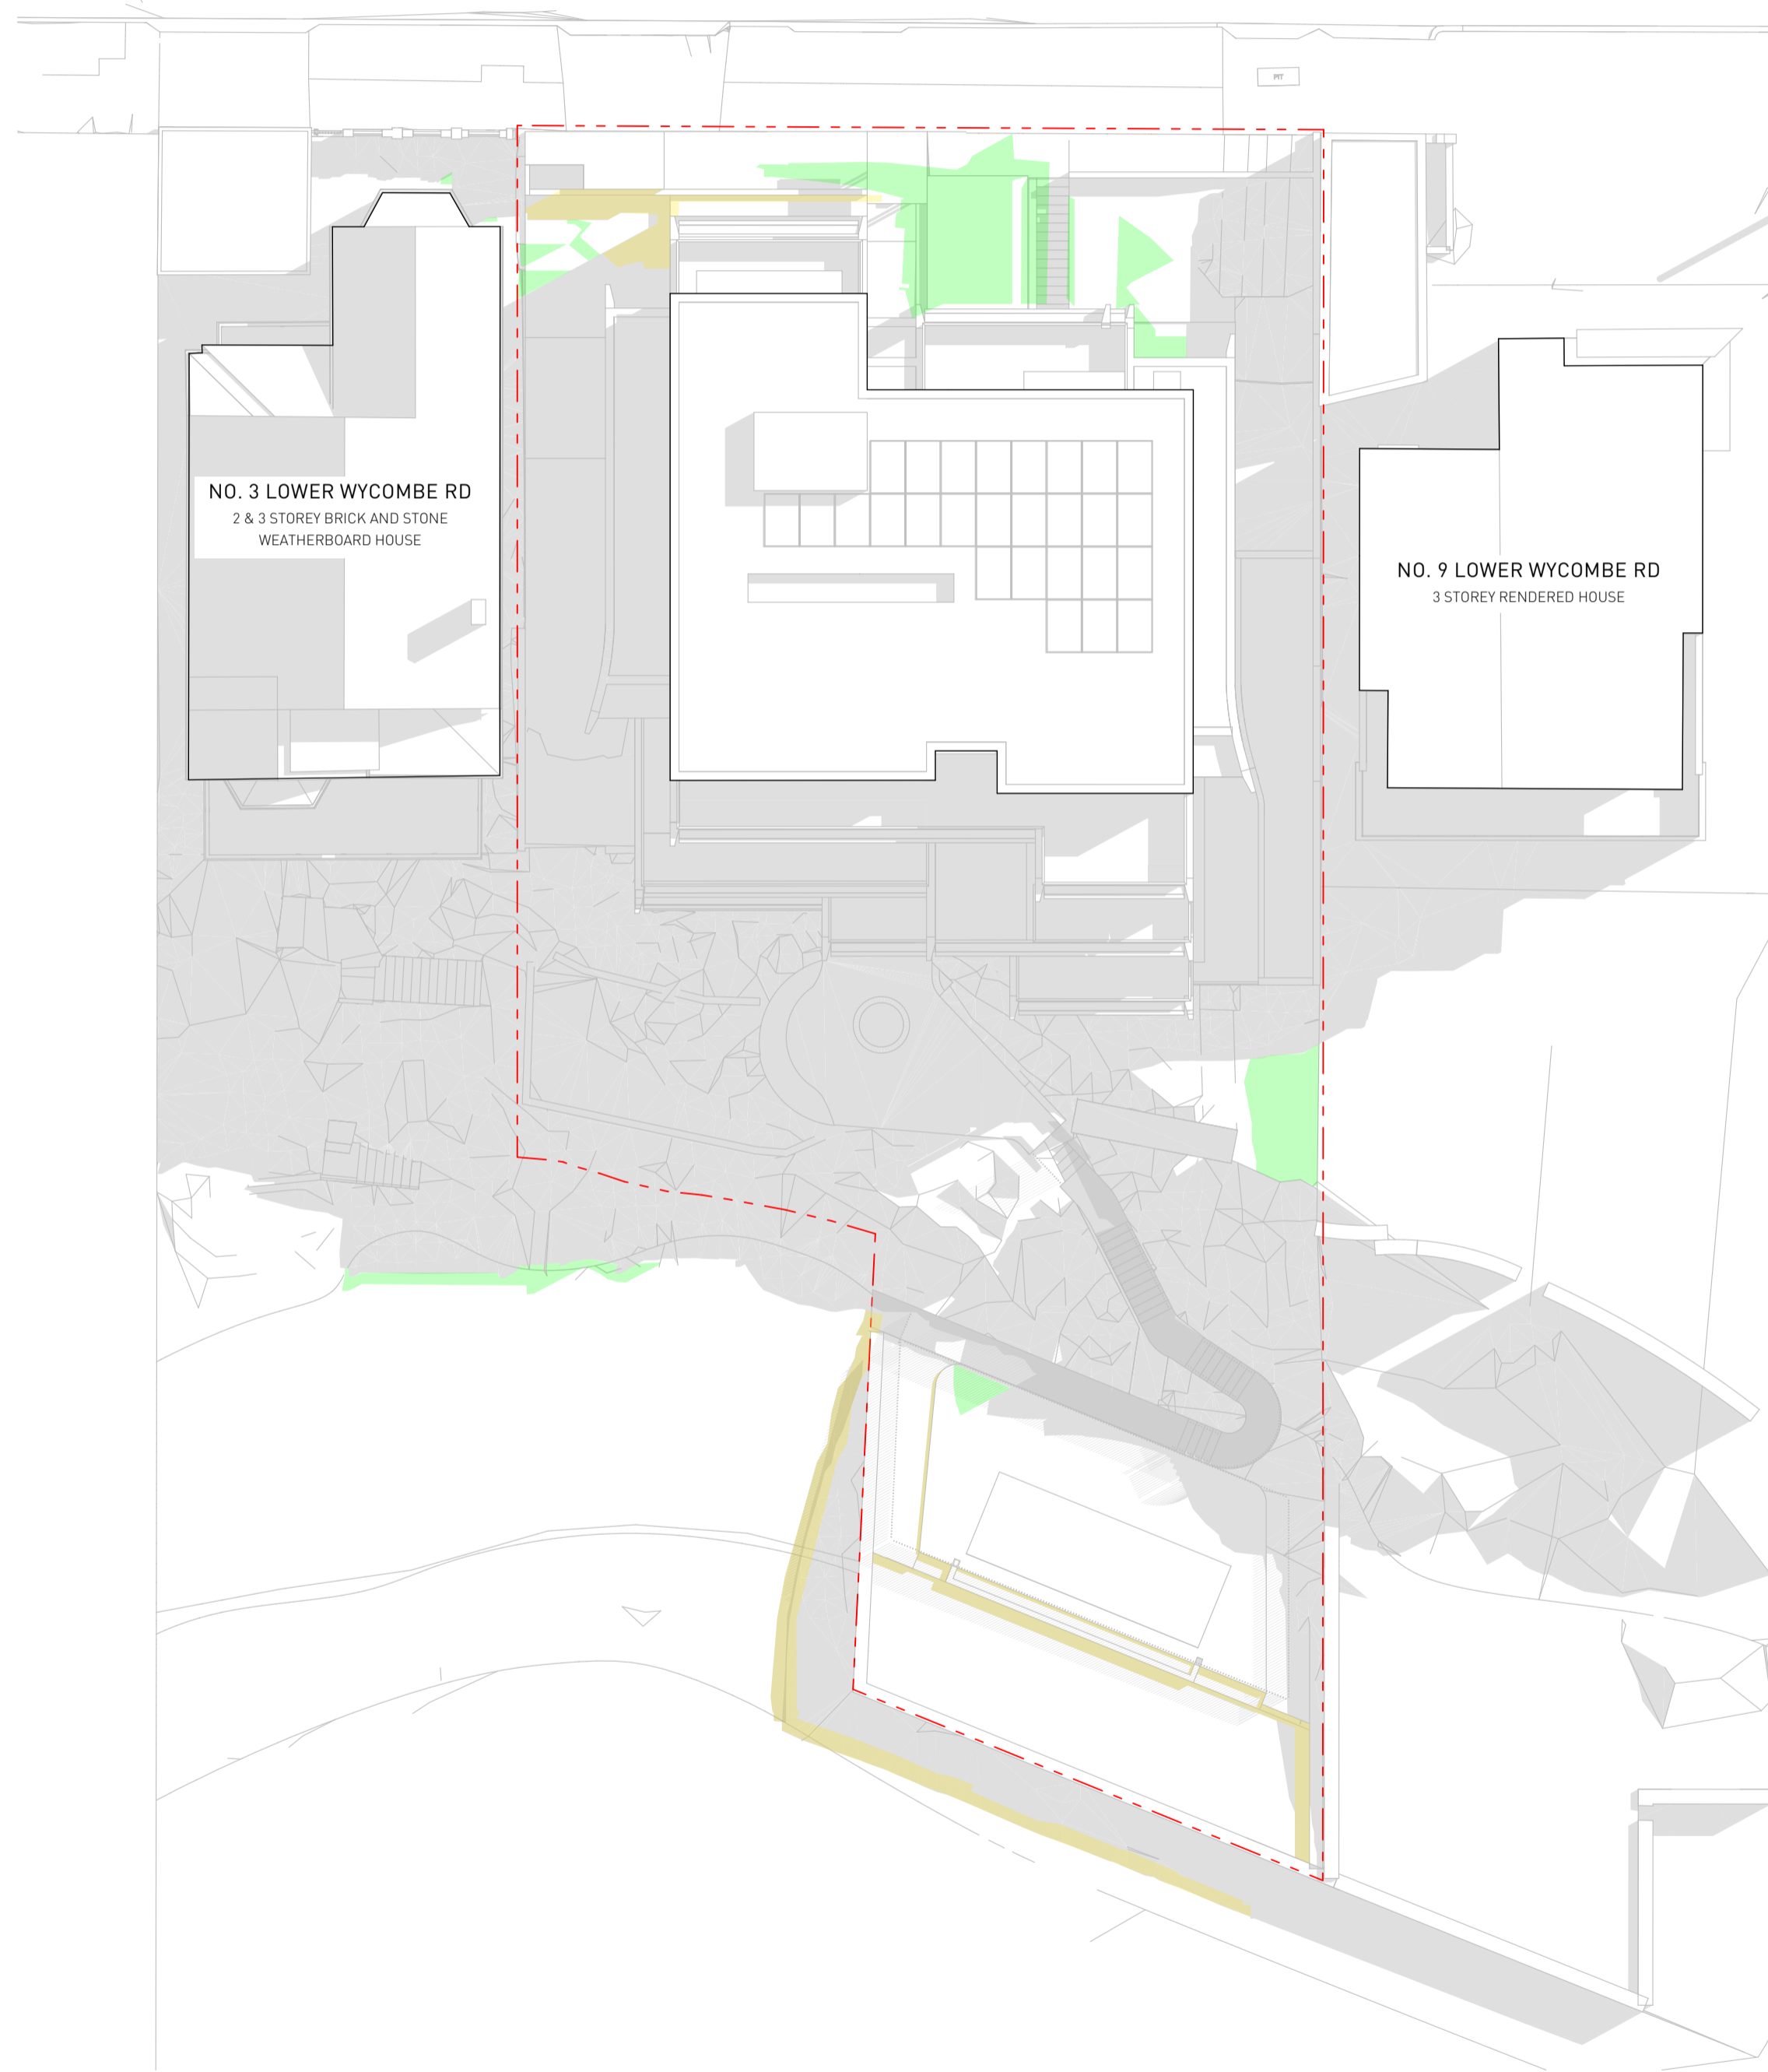 PIT
NO. 3 LOWER WYCOMBE RD
2 & 3 STOREY BRICK AND STONE
WEATHERBOARD HOUSE
NO. 9 LOWER WYCOMBE RD
3 STOREY RENDERED HOUSE